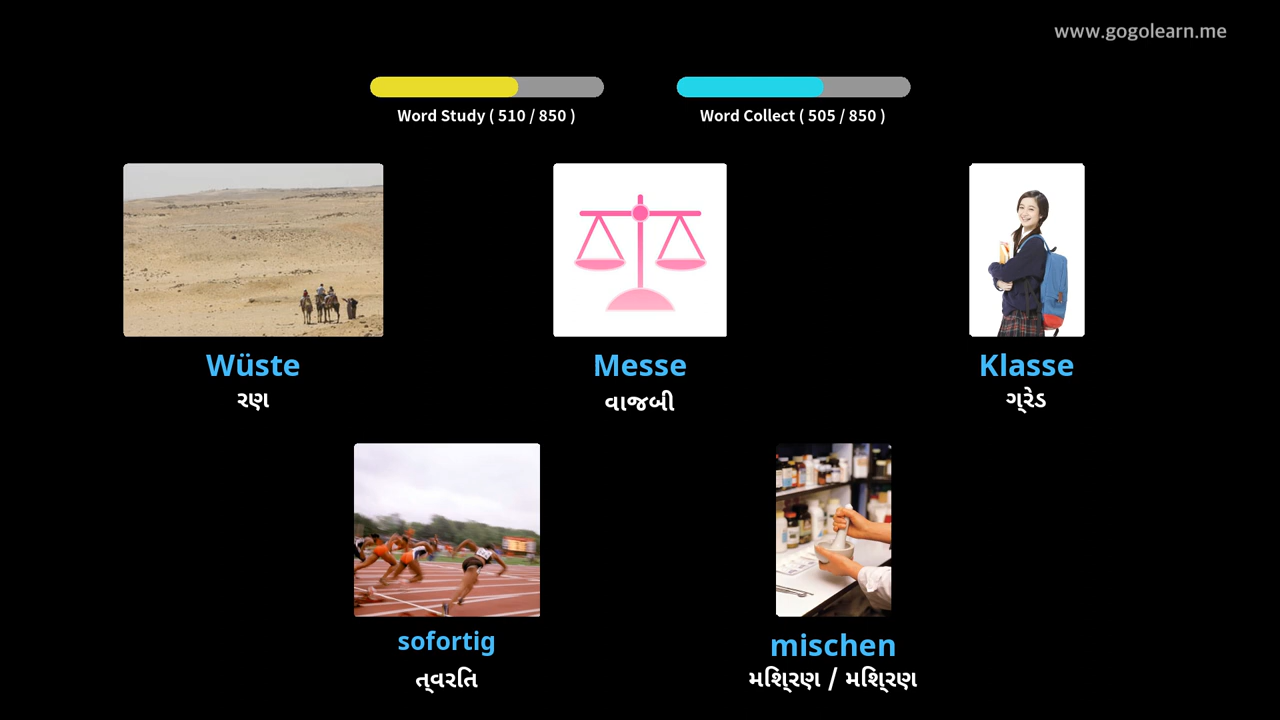 www.gogolearn.me
Word Study ( 510 / 850 )
Word Collect ( 505 / 850 )
Wüste
રણ
Messe
વાજબી
Klasse
ગ્રેડ
sofortig
ત્વરતિ
mischen
મશ્રિણ / મશ્રિણ